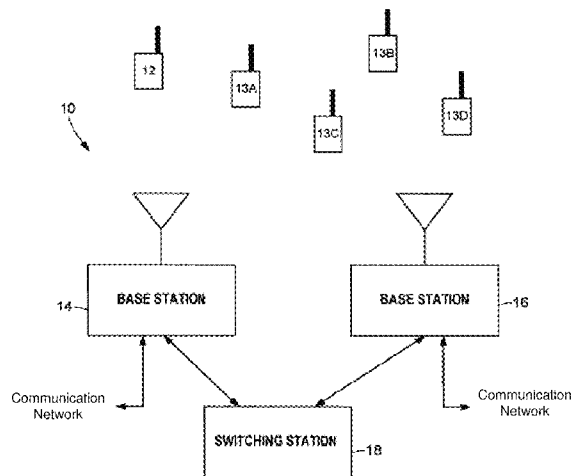 12
13A
13B
13C
13D
10
BASE STATION
14
BASE STATION
16
Communication
Network
Communication
Network
SWITCHING STATION
18